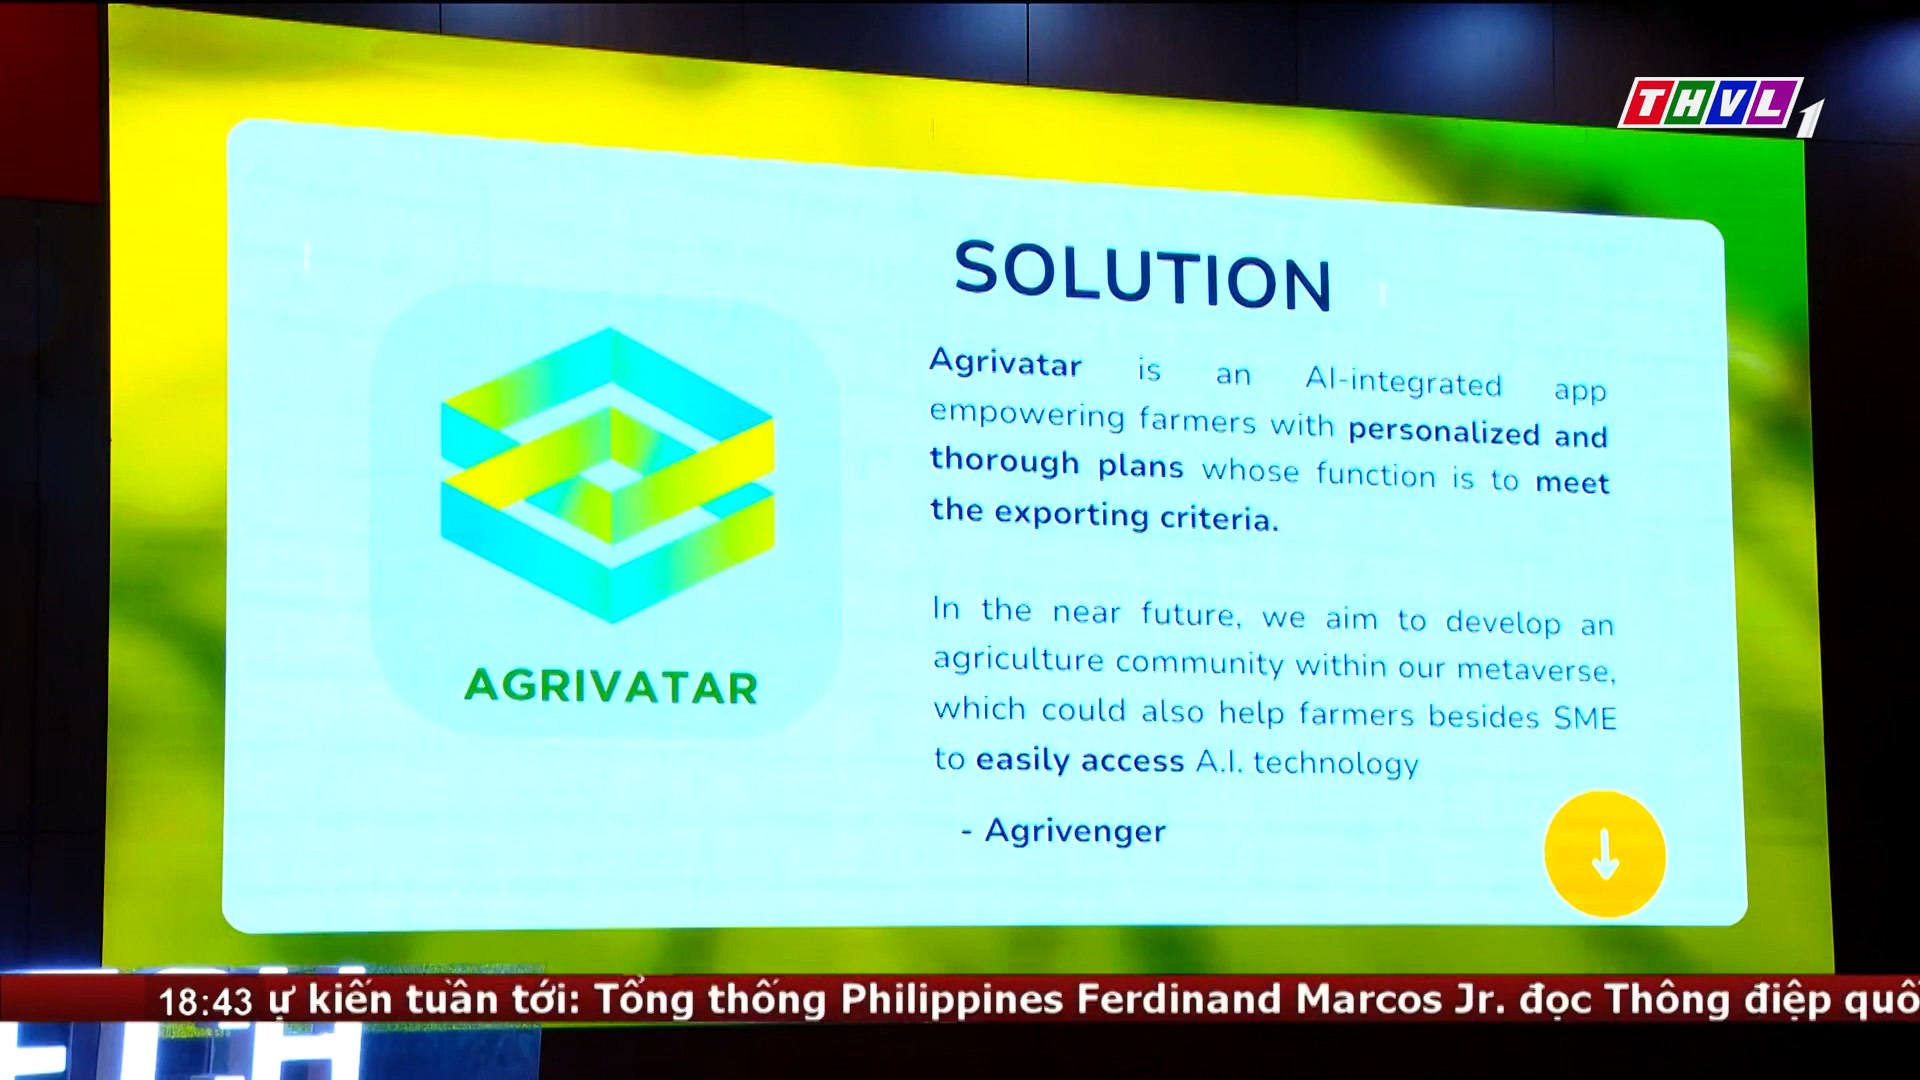 THVL1
SOLUTION
Agrivatar is an AI-integrated app
empowering farmers with personalized and
thorough plans whose function is to meet
the exporting criteria.
In the near future, we aim to develop an
agriculture community within our metaverse,
which could also help farmers besides SME
to easily access A.I. technology
- Agrivenger
AGRIVATAR
18:43 ự kiến tuần tới: Tổng thống Philippines Ferdinand Marcos Jr. đọc Thông điệp quố